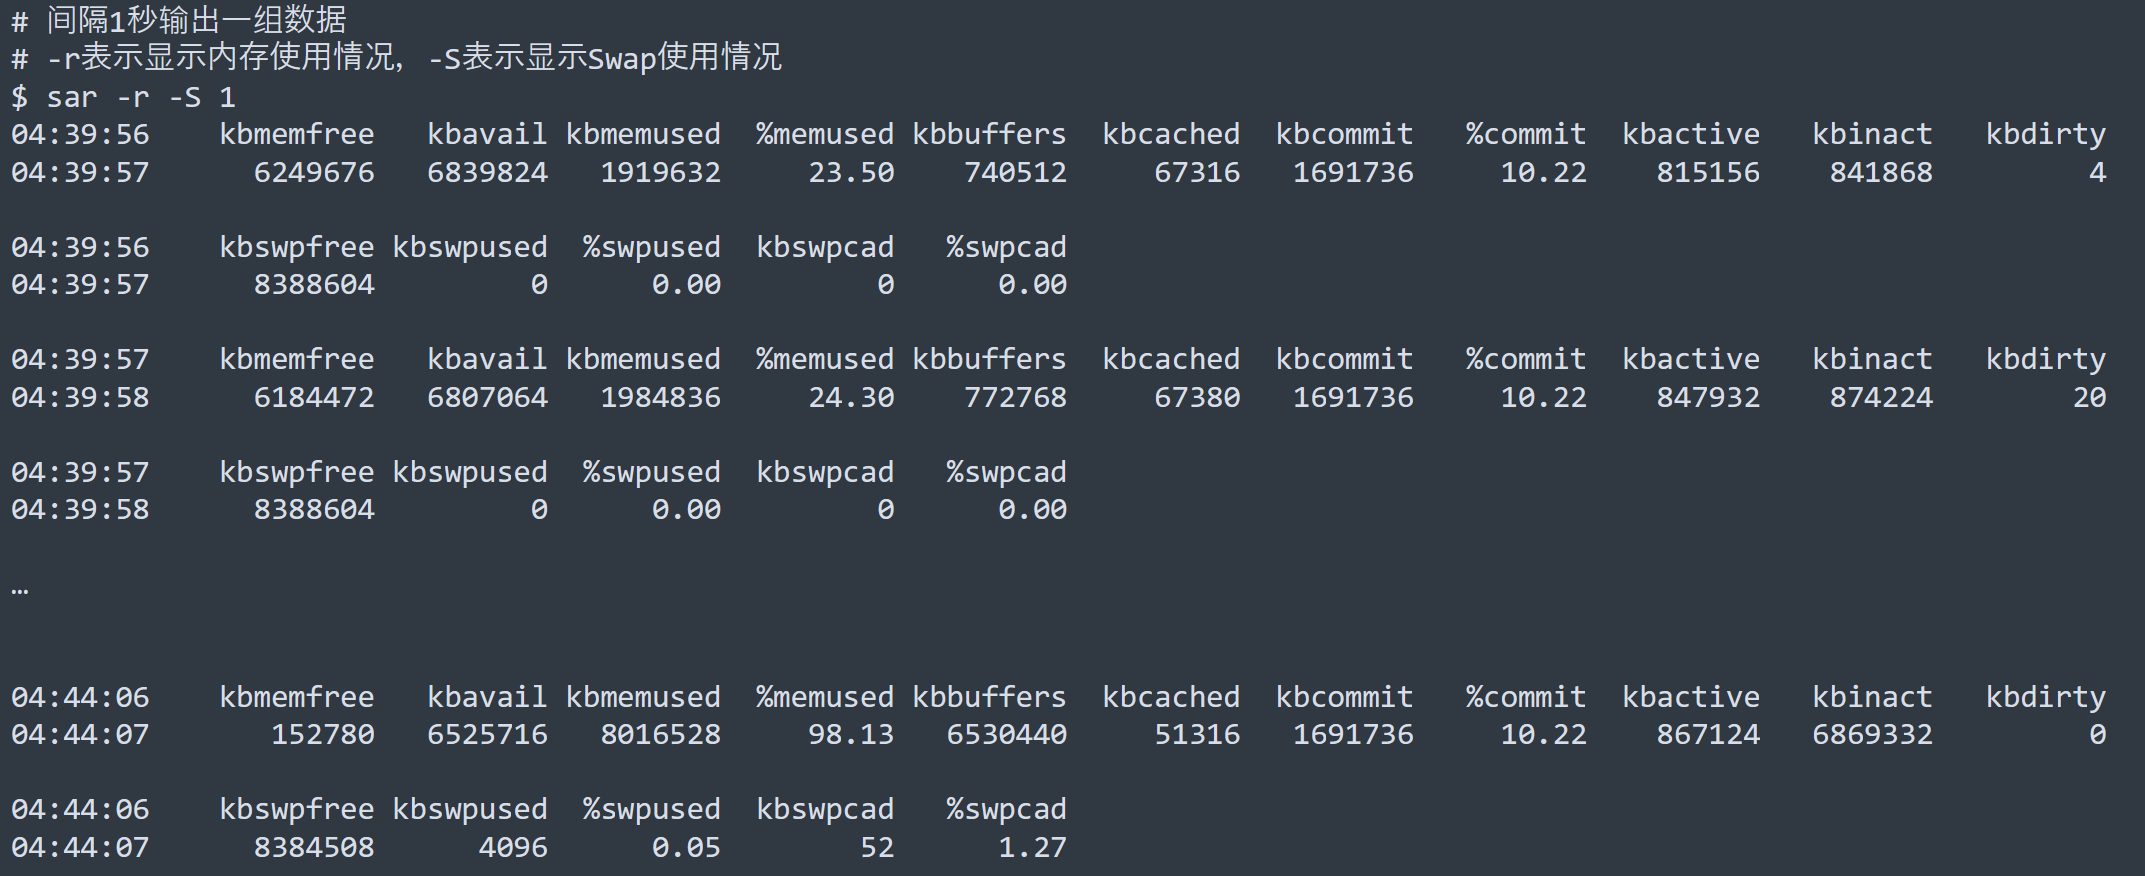 # 间隔1秒输出一组数据
# -r表示显示内存使用情况，-S表示显示Swap使用情况
$ sar -r -S 1
04:39:56    kbmemfree   kbavail kbmemused  %memused kbbuffers  kbcached  kbcommit   %commit  kbactive   kbinact   kbdirty
04:39:57      6249676   6839824   1919632     23.50    740512     67316   1691736     10.22    815156    841868         4
04:39:56    kbswpfree kbswpused  %swpused  kbswpcad   %swpcad
04:39:57      8388604         0      0.00         0      0.00
04:39:57    kbmemfree   kbavail kbmemused  %memused kbbuffers  kbcached  kbcommit   %commit  kbactive   kbinact   kbdirty
04:39:58      6184472   6807064   1984836     24.30    772768     67380   1691736     10.22    847932    874224        20
04:39:57    kbswpfree kbswpused  %swpused  kbswpcad   %swpcad
04:39:58      8388604         0      0.00         0      0.00
…
04:44:06    kbmemfree   kbavail kbmemused  %memused kbbuffers  kbcached  kbcommit   %commit  kbactive   kbinact   kbdirty
04:44:07       152780   6525716   8016528     98.13   6530440     51316   1691736     10.22    867124   6869332         0
04:44:06    kbswpfree kbswpused  %swpused  kbswpcad   %swpcad
04:44:07      8384508      4096      0.05        52      1.27